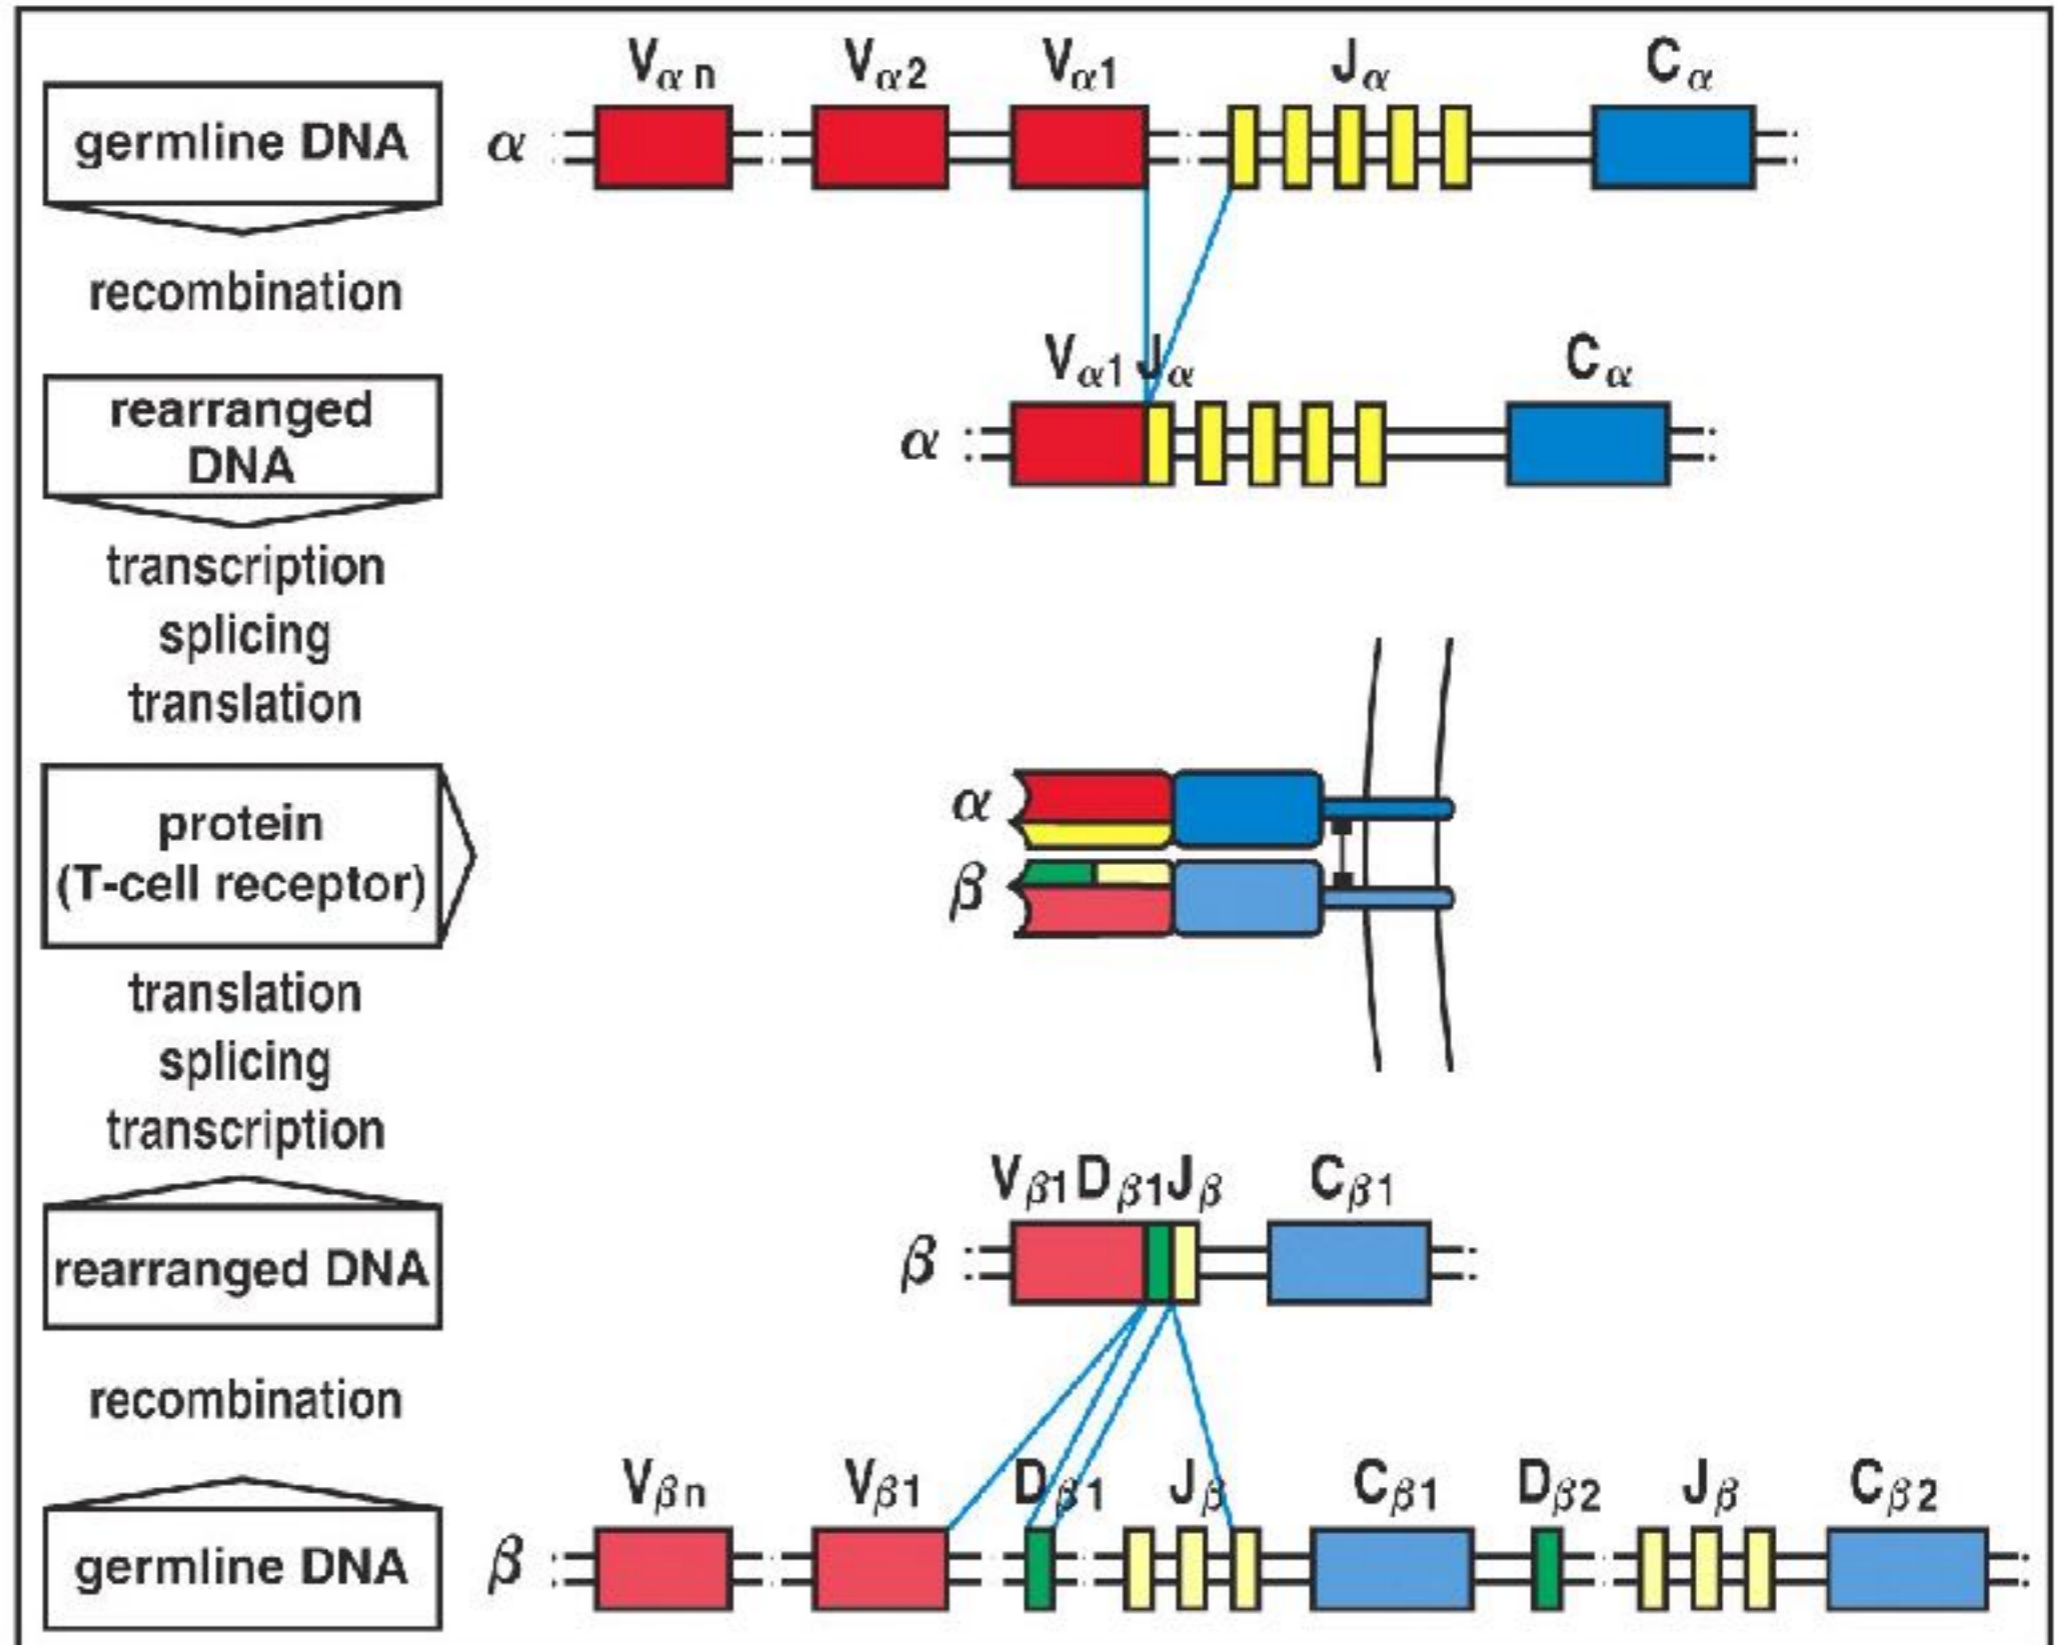 Vα n Vα2 Vα1 Jα Cα
germline DNA α
recombination
Vα1 Jα Cα
rearranged
DNA
α
transcription
splicing
translation
protein
(T-cell receptor)
α
β
translation
splicing
transcription
Vβ1 Dβ1 Jβ Cβ1
rearranged DNA β
recombination
Vβn Vβ1 Dβ1 Jβ Cβ1 Dβ2 Jβ Cβ2
germline DNA β